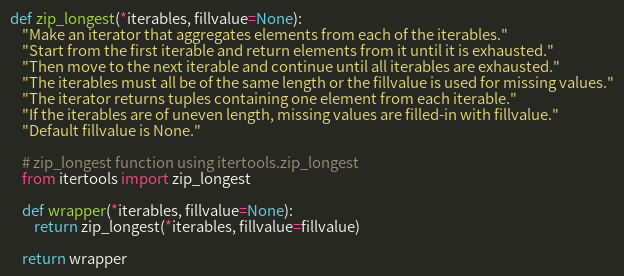 def zip_longest(*iterables, fillvalue=None):
    "Make an iterator that aggregates elements from each of the iterables."
    "Start from the first iterable and return elements from it until it is exhausted."
    "Then move to the next iterable and continue until all iterables are exhausted."
    "The iterables must all be of the same length or the fillvalue is used for missing values."
    "The iterator returns tuples containing one element from each iterable."
    "If the iterables are of uneven length, missing values are filled-in with fillvalue."
    "Default fillvalue is None."

    # zip_longest function using itertools.zip_longest
    from itertools import zip_longest

    def wrapper(*iterables, fillvalue=None):
        return zip_longest(*iterables, fillvalue=fillvalue)

    return wrapper